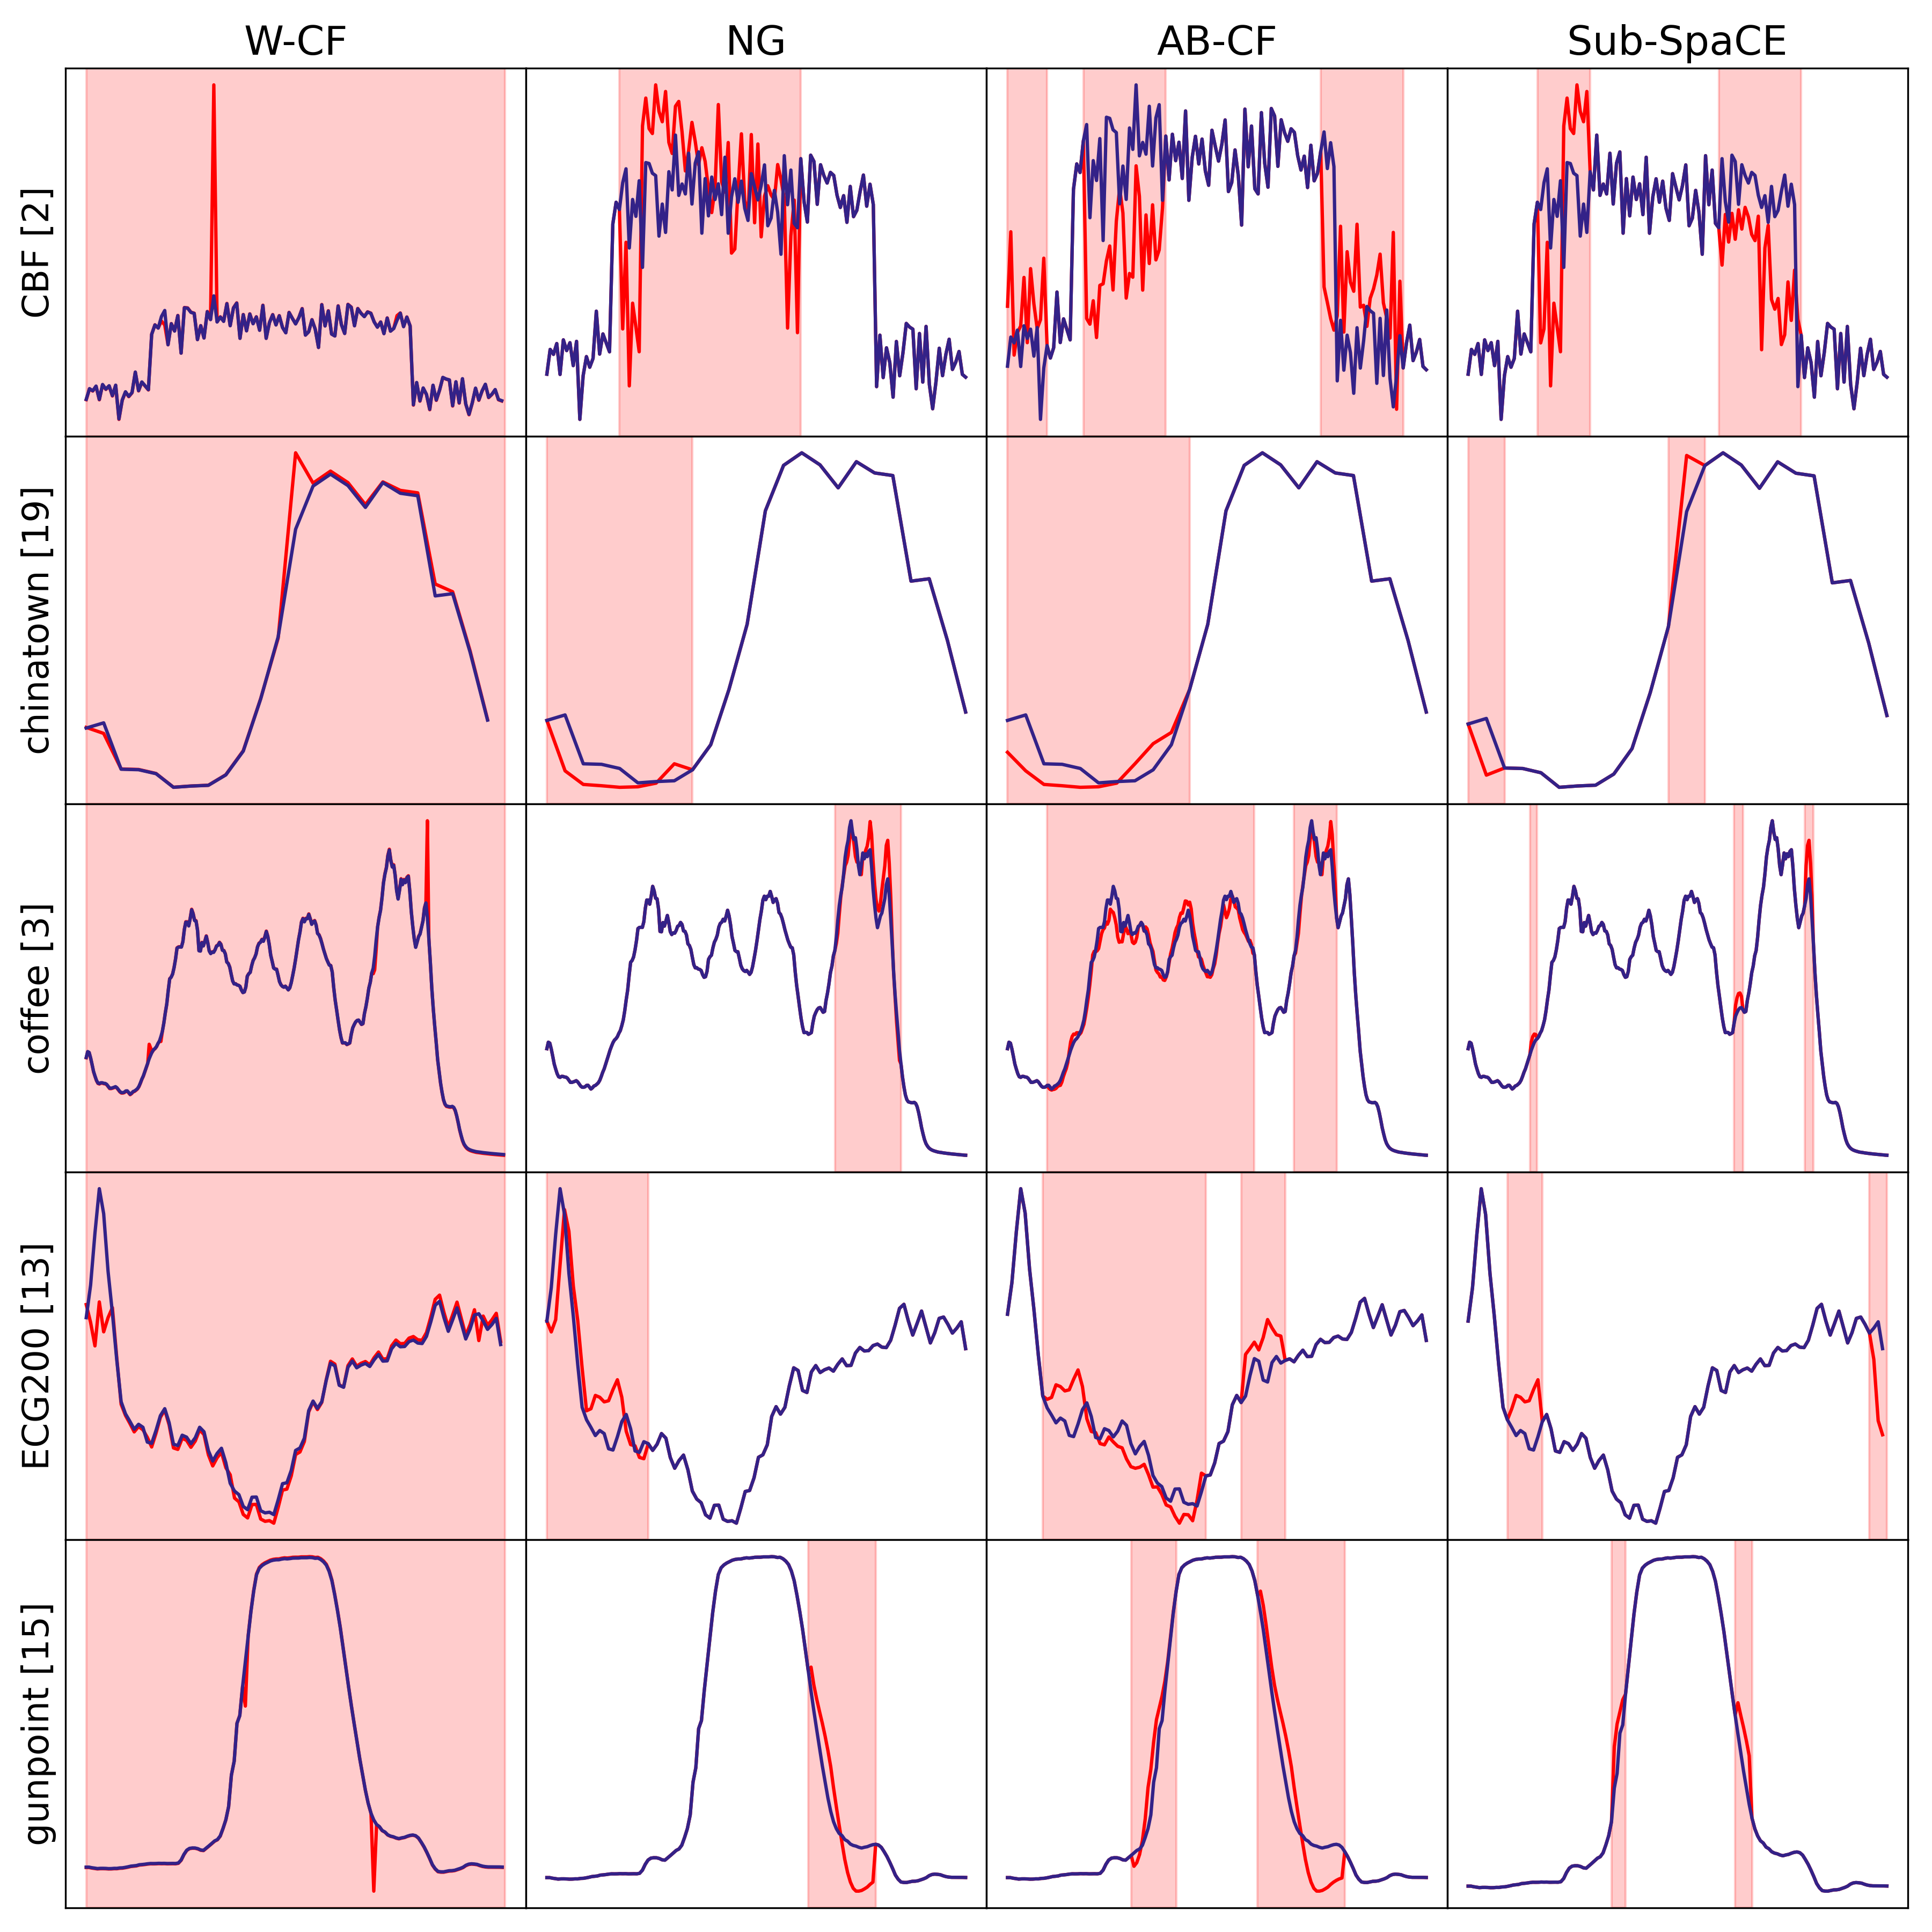 W-CF NG AB-CF Sub-SpaCE
CBF [2]
chinatown [19]
coffee [3]
ECG200 [13]
gunpoint [15]